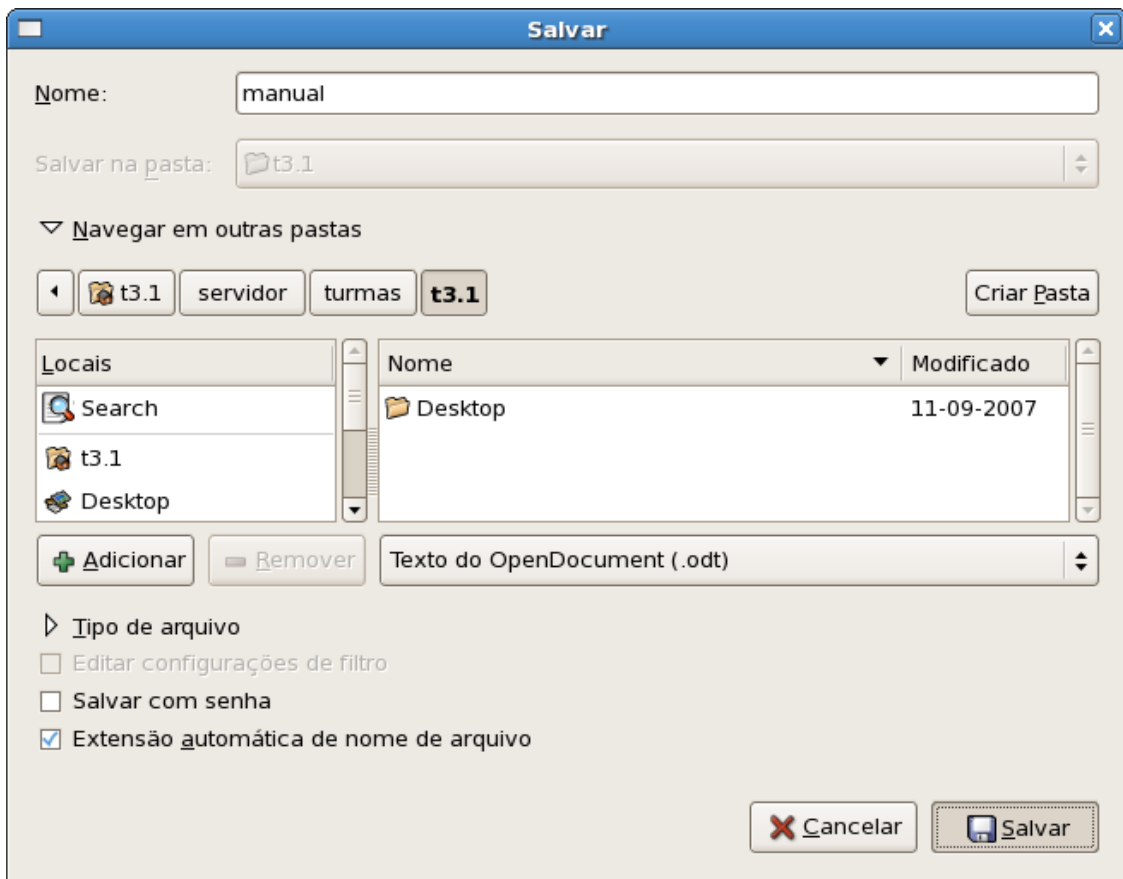 Salvar
Nome: manual
Salvar na pasta: t3.1
Navegar em outras pastas
t3.1 servidor turmas t3.1 Criar Pasta
Locais Nome Modificado
Search Desktop 11-09-2007
t3.1
Desktop
Adicionar Remover Texto do OpenDocument (.odt)
Tipo de arquivo
Editar configurações de filtro
Salvar com senha
Extensão automática de nome de arquivo
Cancelar Salvar